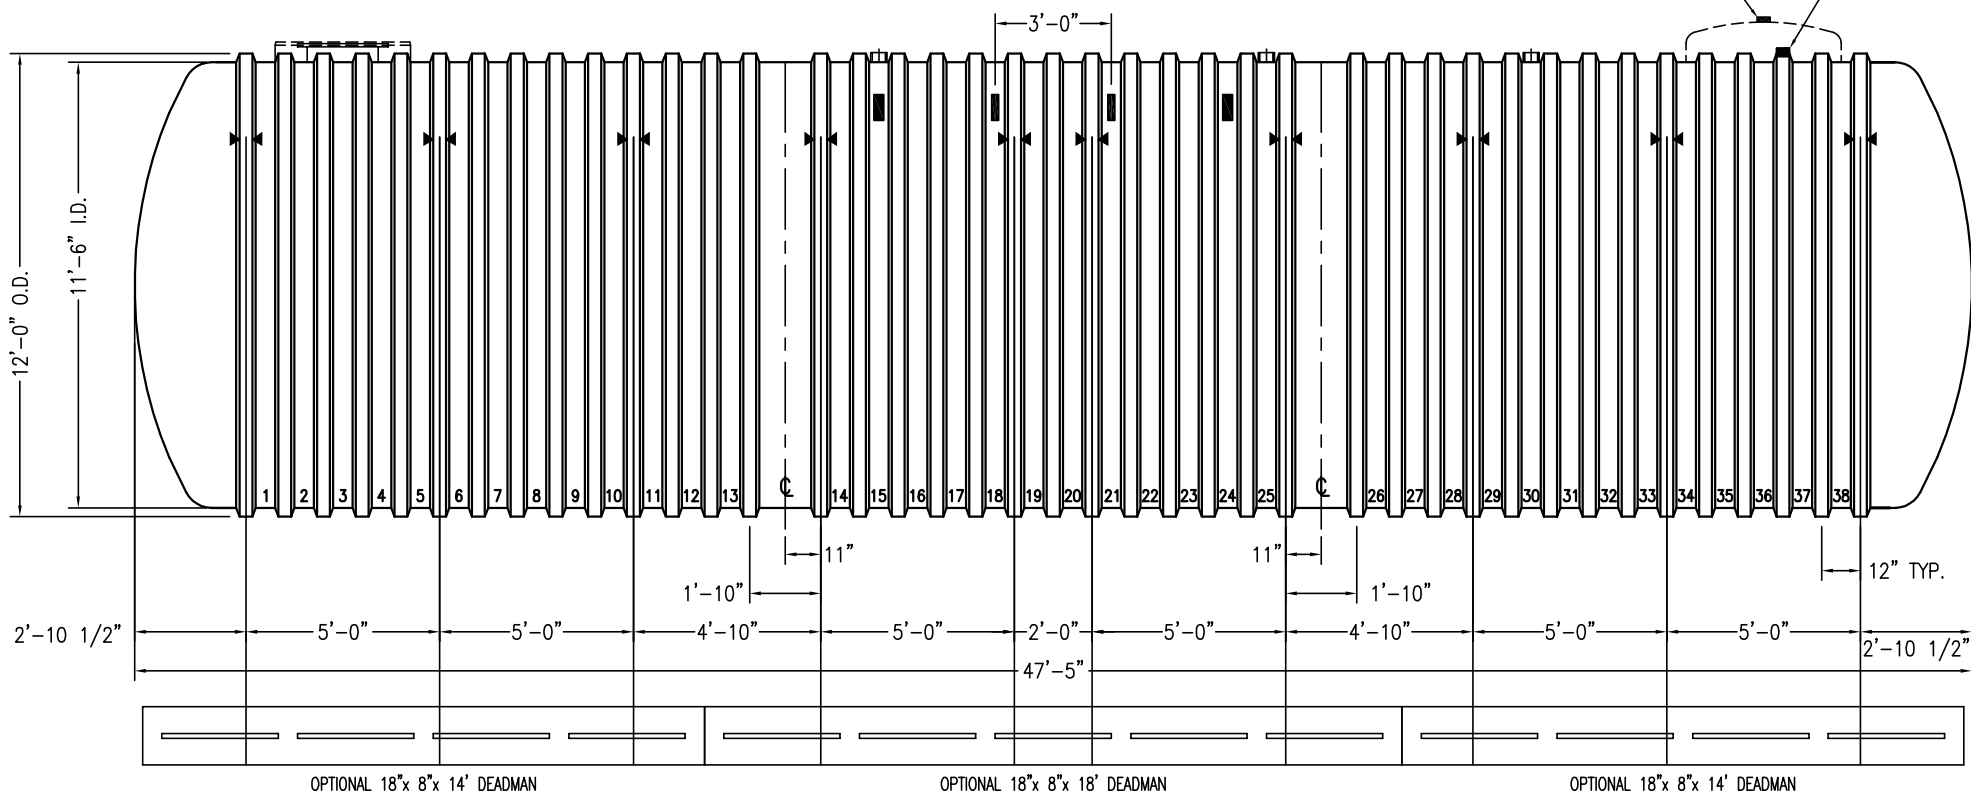 3'-0"
12'-0" O.D.
11'-6" I.D.
1 2 3 4 5 6 7 8 9 10 11 12 13 ℄ 14 15 16 17 18 19 20 21 22 23 24 25 ℄ 26 27 28 29 30 31 32 33 34 35 36 37 38
11" 11"
12" TYP.
1'-10" 1'-10"
2'-10 1/2" 5'-0" 5'-0" 4'-10" 5'-0" 2'-0" 5'-0" 4'-10" 5'-0" 5'-0" 2'-10 1/2"
47'-5"
OPTIONAL 18"x 8"x 14' DEADMAN OPTIONAL 18"x 8"x 18' DEADMAN OPTIONAL 18"x 8"x 14' DEADMAN